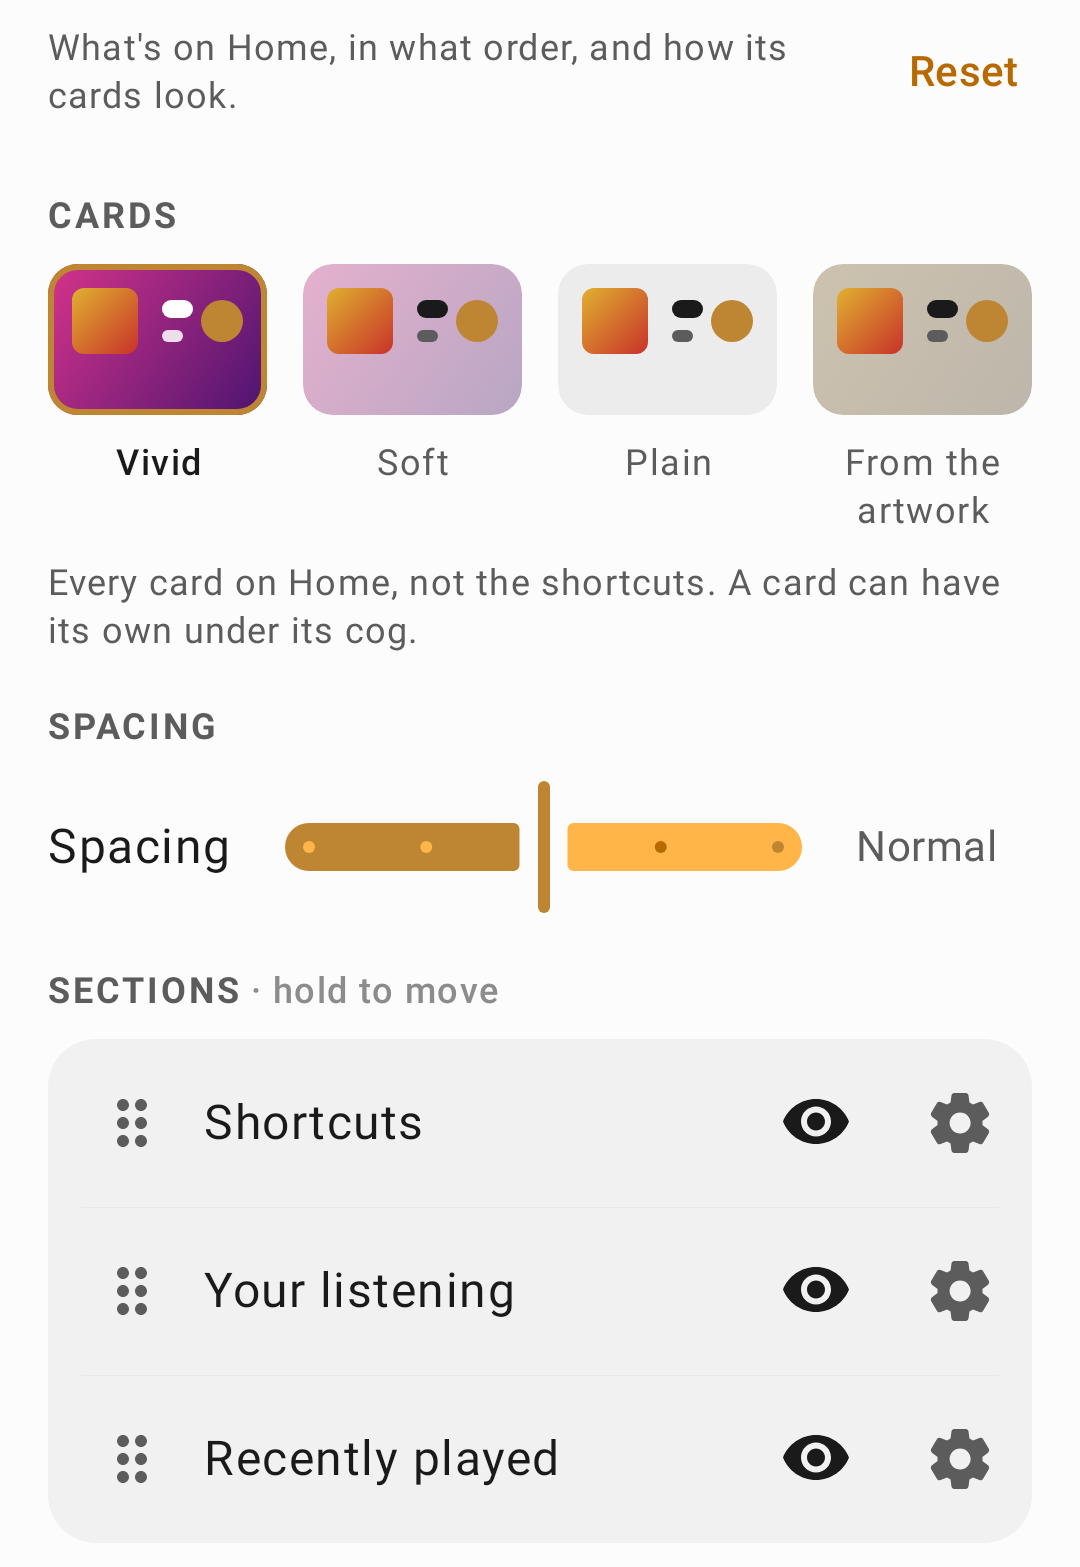 What's on Home, in what order, and how its
cards look.
Reset
CARDS
Vivid
Soft
Plain
From the
artwork
Every card on Home, not the shortcuts. A card can have
its own under its cog.
SPACING
Spacing
Normal
SECTIONS · hold to move
Shortcuts
Your listening
Recently played